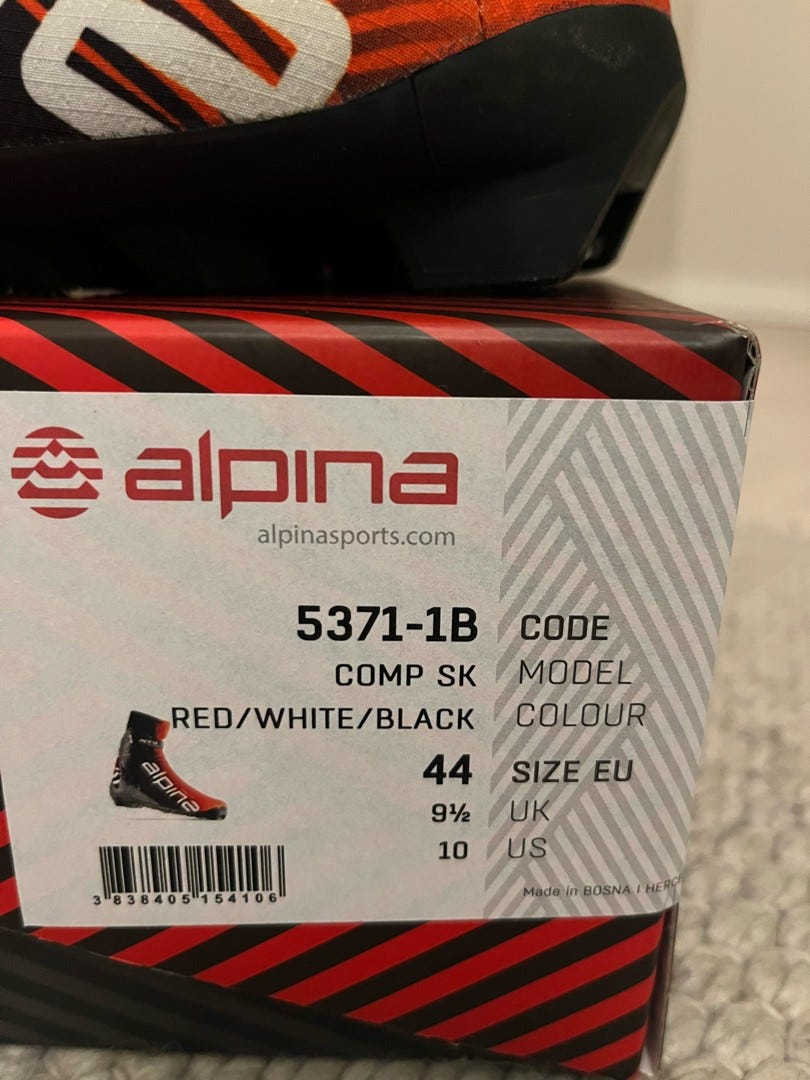 alpina
alpinasports.com
5371-1B CODE
COMP SK MODEL
RED/WHITE/BLACK COLOUR
alpina
44 SIZE EU
9½ UK
10 US
3 838405 154106
Made in BOSNA I HERC